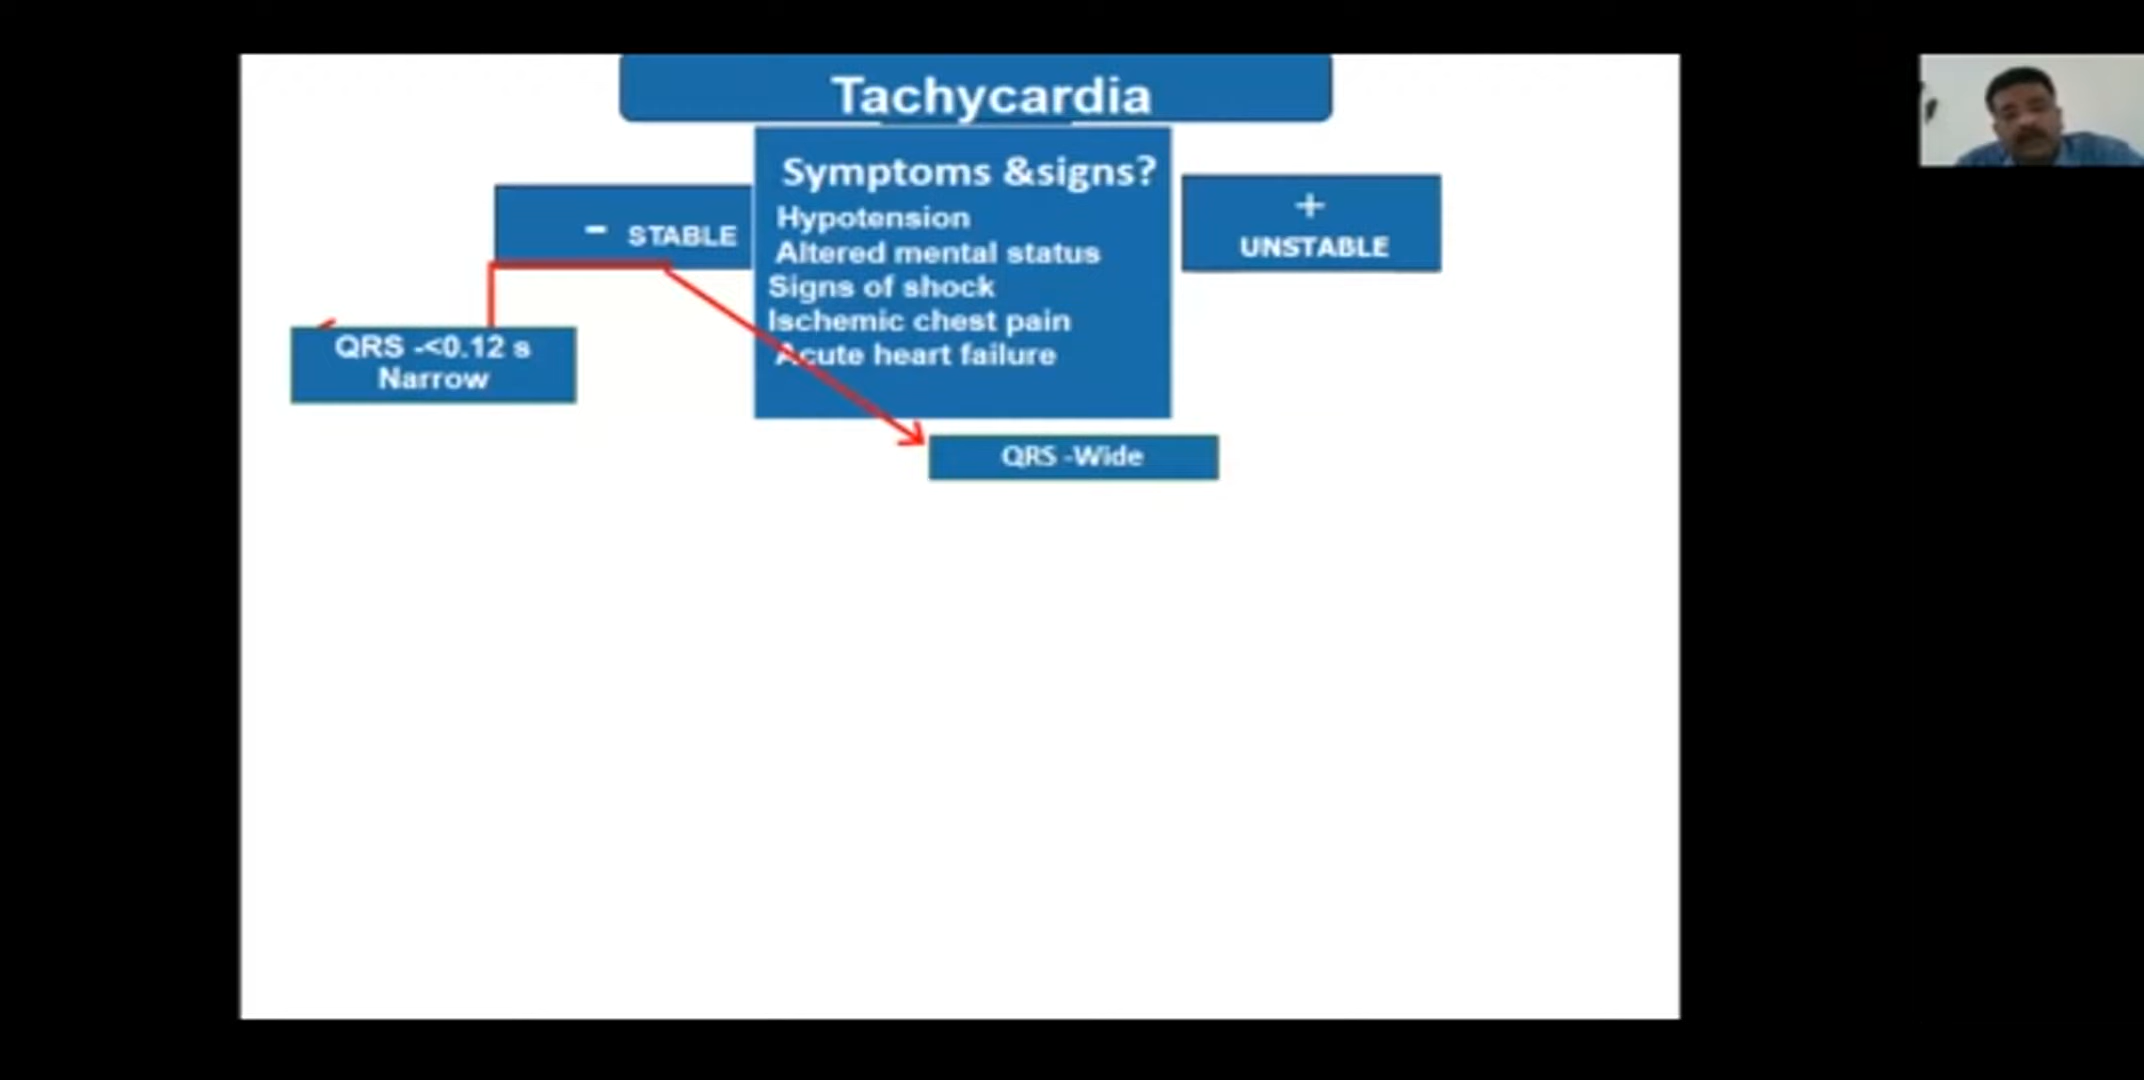 Tachycardia
Symptoms &signs?
Hypotension
Altered mental status
Signs of shock
Ischemic chest pain
Acute heart failure
- STABLE
+
UNSTABLE
QRS -<0.12 s
Narrow
QRS -Wide